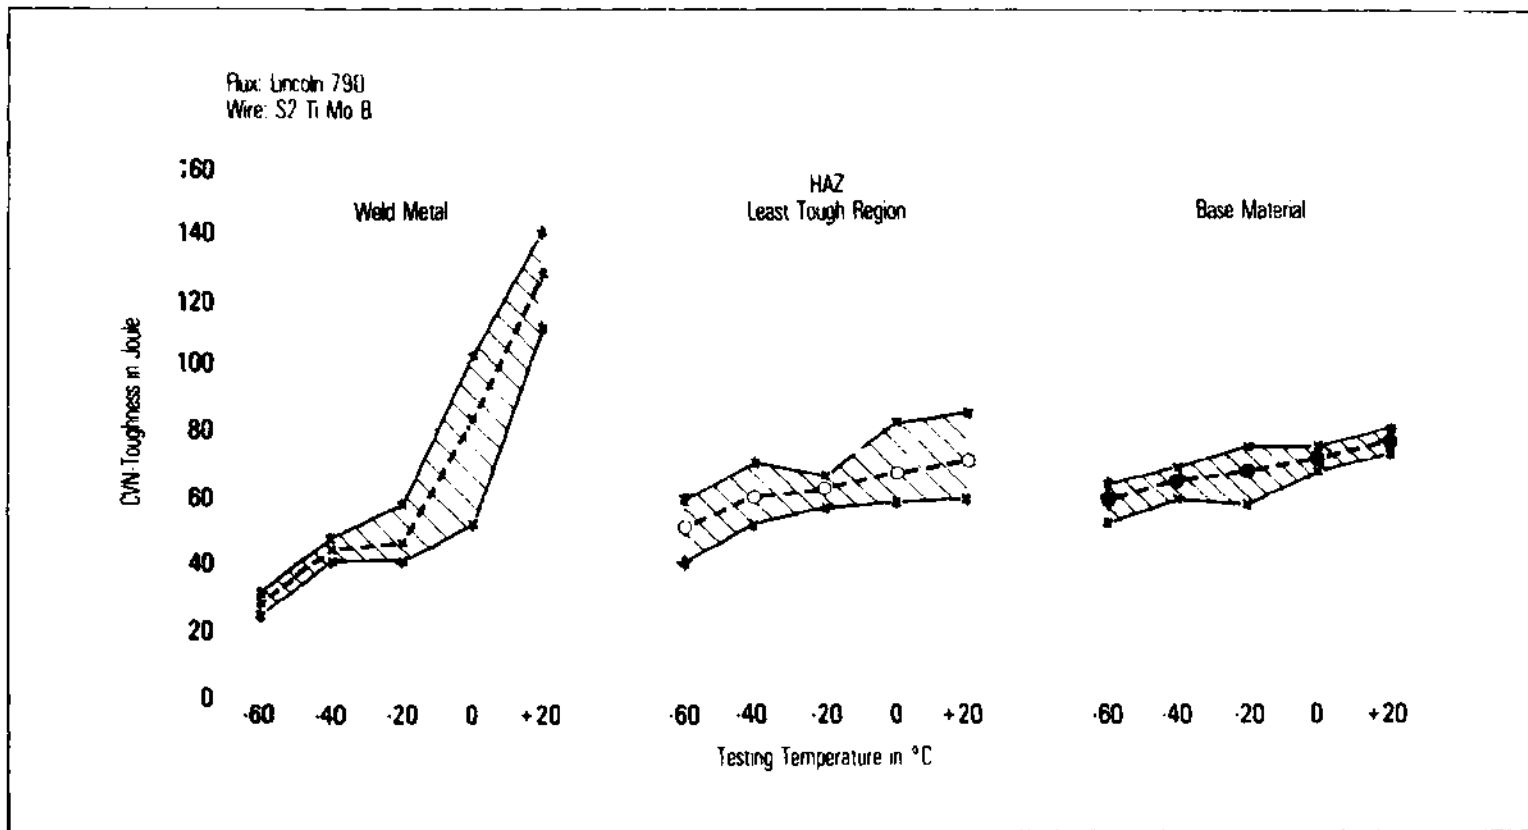 Flux: Lincoln 790
Wire: S2 Ti Mo B
160
140
120
100
80
60
40
20
0
CVN-Toughness in Joule
Weld Metal
HAZ
Least Tough Region
Base Material
-60 -40 -20 0 +20
-60 -40 -20 0 +20
-60 -40 -20 0 +20
Testing Temperature in °C